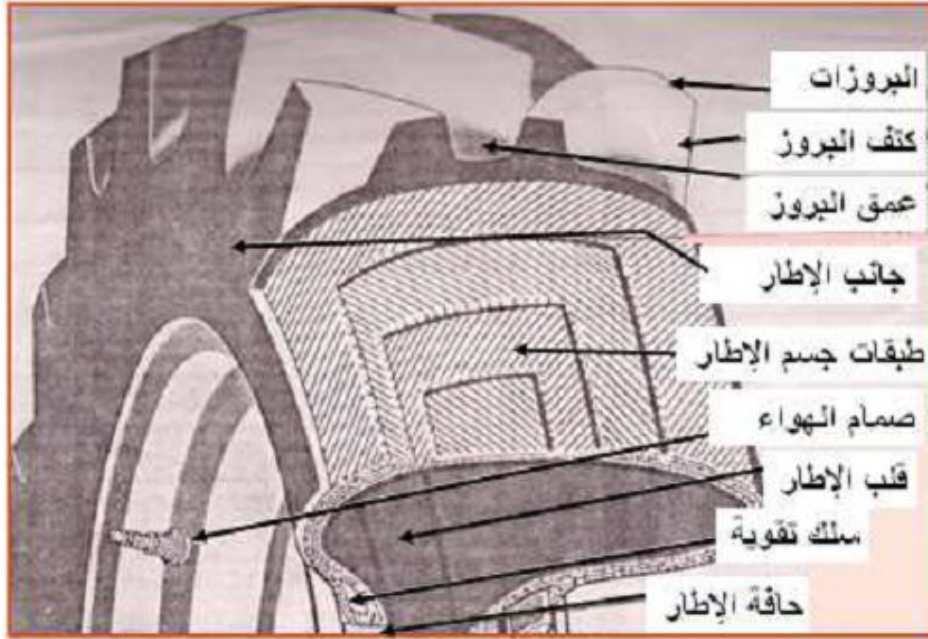 البروزات
كتف البروز
عمق البروز
جانب الإطار
طبقات جسم الإطار
صمام الهواء
قلب الإطار
سلك تقوية
حافة الإطار